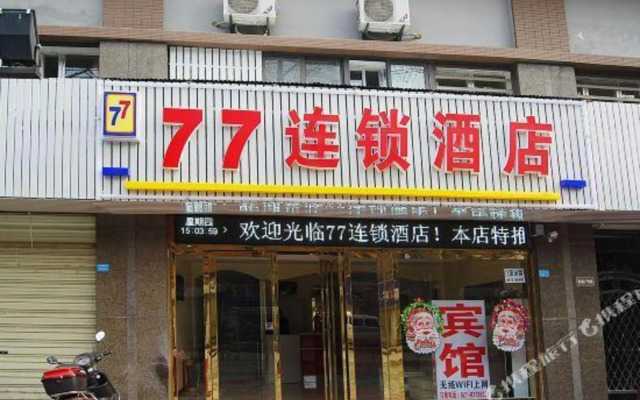 77
77连锁酒店
星期四
15:03:59
欢迎光临77连锁酒店！本店特推
宾
馆
无线WIFI上网